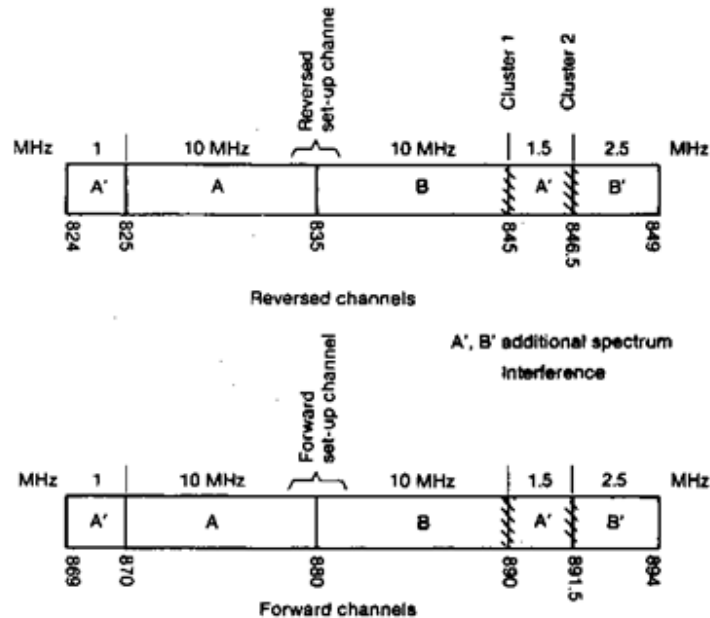 Reversed
set-up channe
Cluster 1
Cluster 2
MHz 1 10 MHz 10 MHz 1.5 2.5 MHz
A' A B A' B'
824 825 835 845 846.5 849
Reversed channels
A', B' additional spectrum
Interference
Forward
set-up channel
MHz 1 10 MHz 10 MHz 1.5 2.5 MHz
A' A B A' B'
869 870 880 890 891.5 894
Forward channels